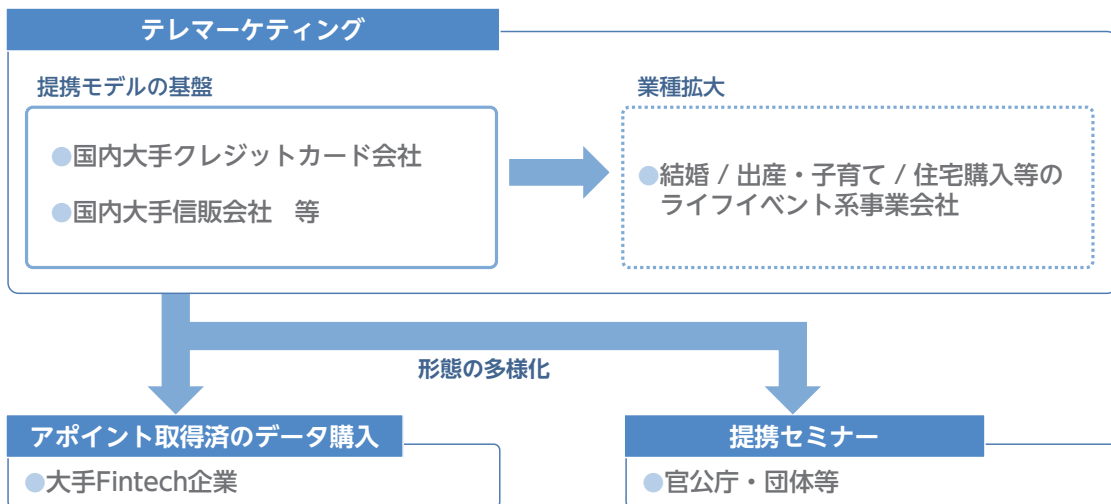 テレマーケティング
提携モデルの基盤
●国内大手クレジットカード会社
●国内大手信販会社　等
業種拡大
●結婚 / 出産・子育て / 住宅購入等の
ライフイベント系事業会社
形態の多様化
アポイント取得済のデータ購入
●大手Fintech企業
提携セミナー
●官公庁・団体等